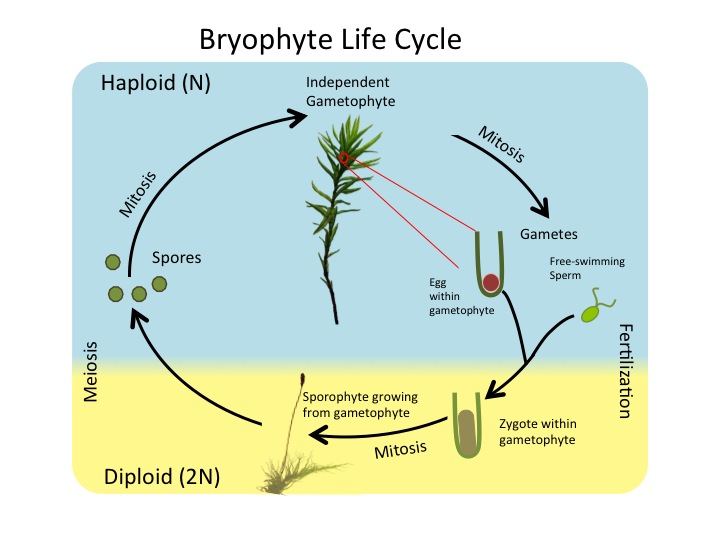 Bryophyte Life Cycle
Haploid (N)
Independent
Gametophyte
Mitosis
Mitosis
Gametes
Free-swimming
Sperm
Spores
Egg
within
gametophyte
Meiosis
Fertilization
Sporophyte growing
from gametophyte
Zygote within
gametophyte
Mitosis
Diploid (2N)